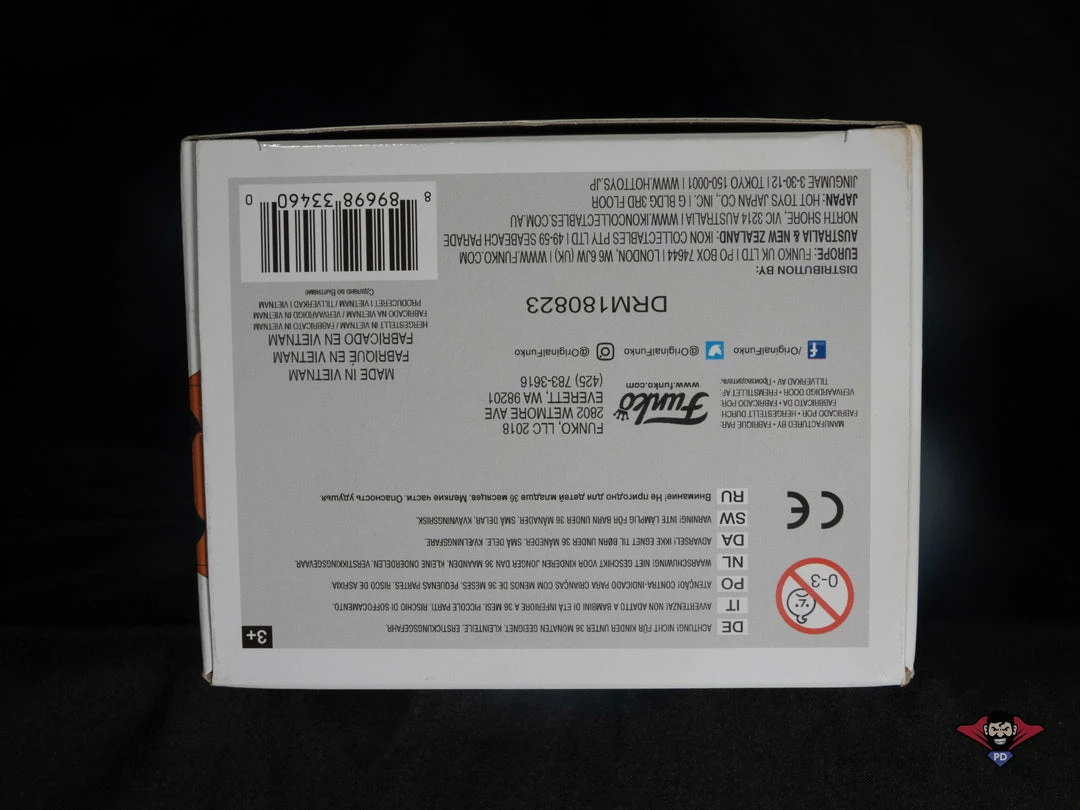 3+
DE ACHTUNG! NICHT FÜR KINDER UNTER 36 MONATEN GEEIGNET. ERSTICKUNGSGEFAHR. KLEINTEILE.
IT AVVERTENZA! NON ADATTO A BAMBINI DI ETÀ INFERIORE A 36 MESI. PICCOLE PARTI. RISCHIO DI SOFFOCAMENTO.
PO ATENÇÃO! CONTRA-INDICADO PARA CRIANÇAS COM MENOS DE 36 MESES. PEQUENAS PARTES. RISCO DE ASFIXIA.
NL WAARSCHUWING! NIET GESCHIKT VOOR KINDEREN JONGER DAN 36 MAANDEN. KLEINE ONDERDELEN. VERSTIKKINGSGEVAAR.
DA ADVARSEL! IKKE EGNET TIL BØRN UNDER 36 MÅNEDER. SMÅ DELE. KVÆLNINGSFARE.
SW VARNING! INTE LÄMPLIG FÖR BARN UNDER 36 MÅNADER. SMÅ DELAR. KVÄVNINGSRISK.
RU Внимание! Не пригодно для детей младше 36 месяцев. Мелкие части. Опасность удушья.
0-3
CE
MANUFACTURED BY • FABRIQUÉ PAR:
FABRICADO POR • HERGESTELLT DURCH:
FABBRICATO DA • FABRICADO POR:
VERVAARDIGD DOOR • FREMSTILLET AF:
TILLVERKAD AV • Производитель:
Funko
www.funko.com
FUNKO, LLC 2018
2802 WETMORE AVE
EVERETT, WA 98201
(425) 783-3616
/OriginalFunko @OriginalFunko @OriginalFunko
DRM180823
MADE IN VIETNAM
FABRIQUÉ EN VIETNAM
FABRICADO EN VIETNAM
HERGESTELLT IN VIETNAM / FABBRICATO IN
VIETNAM / FABRICADO NA VIETNAM / VERVAARDIGD IN VIETNAM
PRODUCERET I VIETNAM / TILLVERKAD I VIETNAM
Сделано во Вьетнаме
DISTRIBUTION BY:
EUROPE: FUNKO UK LTD | PO BOX 74644 | LONDON, W6 6JW (UK) | WWW.FUNKO.COM
AUSTRALIA & NEW ZEALAND: IKON COLLECTABLES PTY LTD | 49-59 SEABEACH PARADE
NORTH SHORE, VIC 3214 AUSTRALIA | WWW.IKONCOLLECTABLES.COM.AU
JAPAN: HOT TOYS JAPAN CO., INC. | G BLDG 3RD FLOOR
JINGUMAE 3-30-12 | TOKYO 150-0001 | WWW.HOTTOYS.JP
8 89698 33460 0
PD